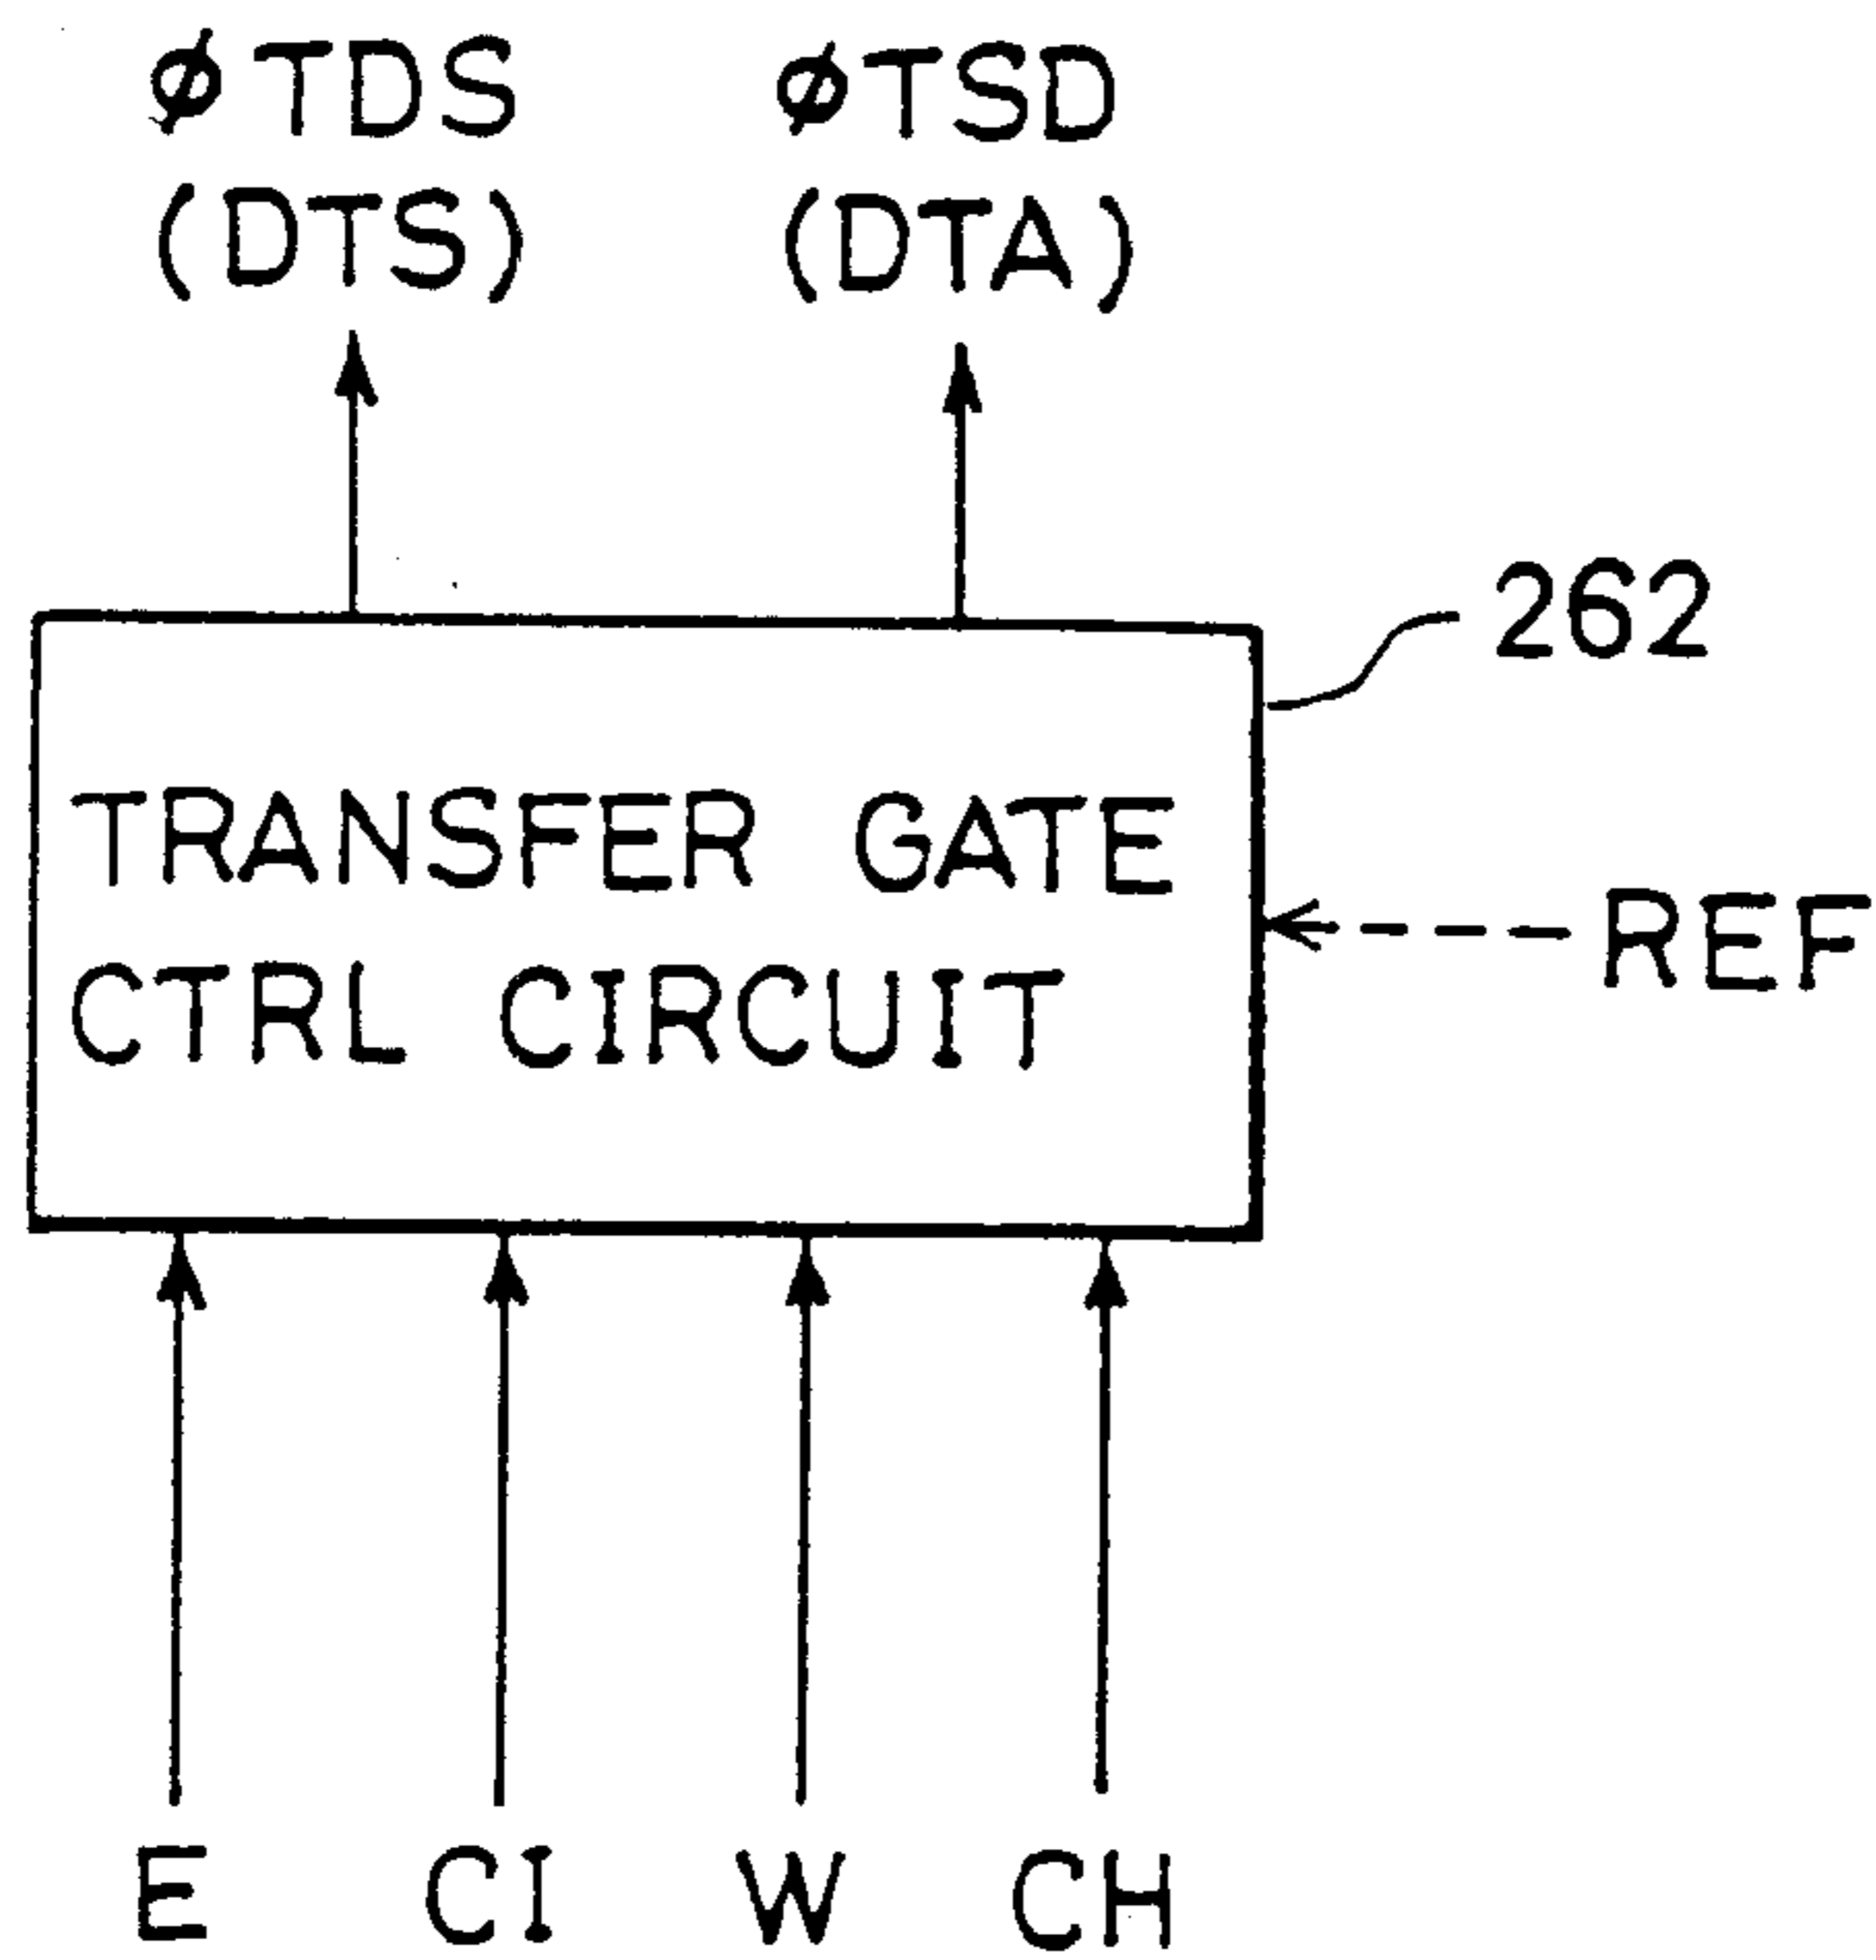 φTDS φTSD
(DTS) (DTA)
262
TRANSFER GATE
CTRL CIRCUIT
REF
E CI W CH